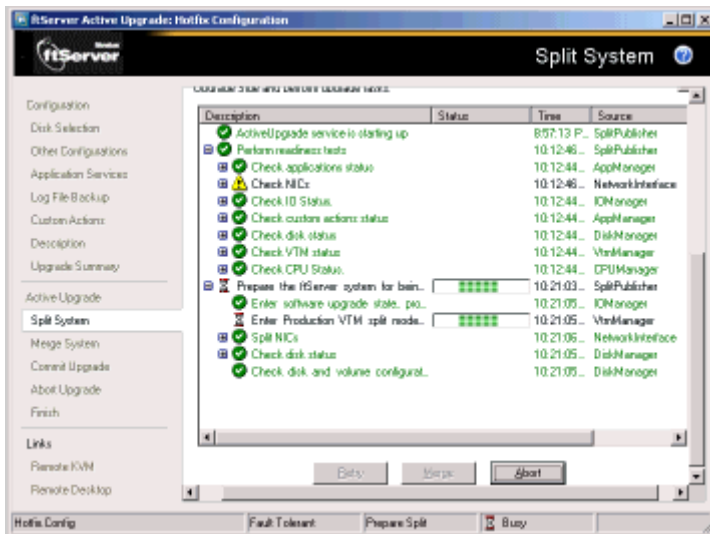 ftServer Active Upgrade: Hotfix Configuration
Stratus
ftServer
Split System
Upgrade Side and perform upgrade tasks.
Configuration
Disk Selection
Other Configurations
Application Services
Log File Backup
Custom Actions
Description
Upgrade Summary
Active Upgrade
Split System
Merge System
Commit Upgrade
Abort Upgrade
Finish
Links
Remote KVM
Remote Desktop
Description Status Time Source
ActiveUpgrade service is starting up 8:57:13 P... SplitPublisher
Perform readiness tests 10:12:46... SplitPublisher
Check applications status 10:12:44... AppManager
Check NICs 10:12:46... NetworkInterface
Check IO Status. 10:12:44... IOManager
Check custom actions status 10:12:44... AppManager
Check disk status 10:12:44... DiskManager
Check VTM status 10:12:44... VtmManager
Check CPU Status. 10:12:44... CPUManager
Prepare the ftServer system for bein... 10:21:03... SplitPublisher
Enter software upgrade state, pro... 10:21:05... IOManager
Enter Production VTM split mode... 10:21:05... VtmManager
Split NICs 10:21:06... NetworkInterface
Check disk status 10:21:05... DiskManager
Check disk and volume configurat... 10:21:05... DiskManager
Retry Merge Abort
Hotfix Config Fault Tolerant Prepare Split Busy